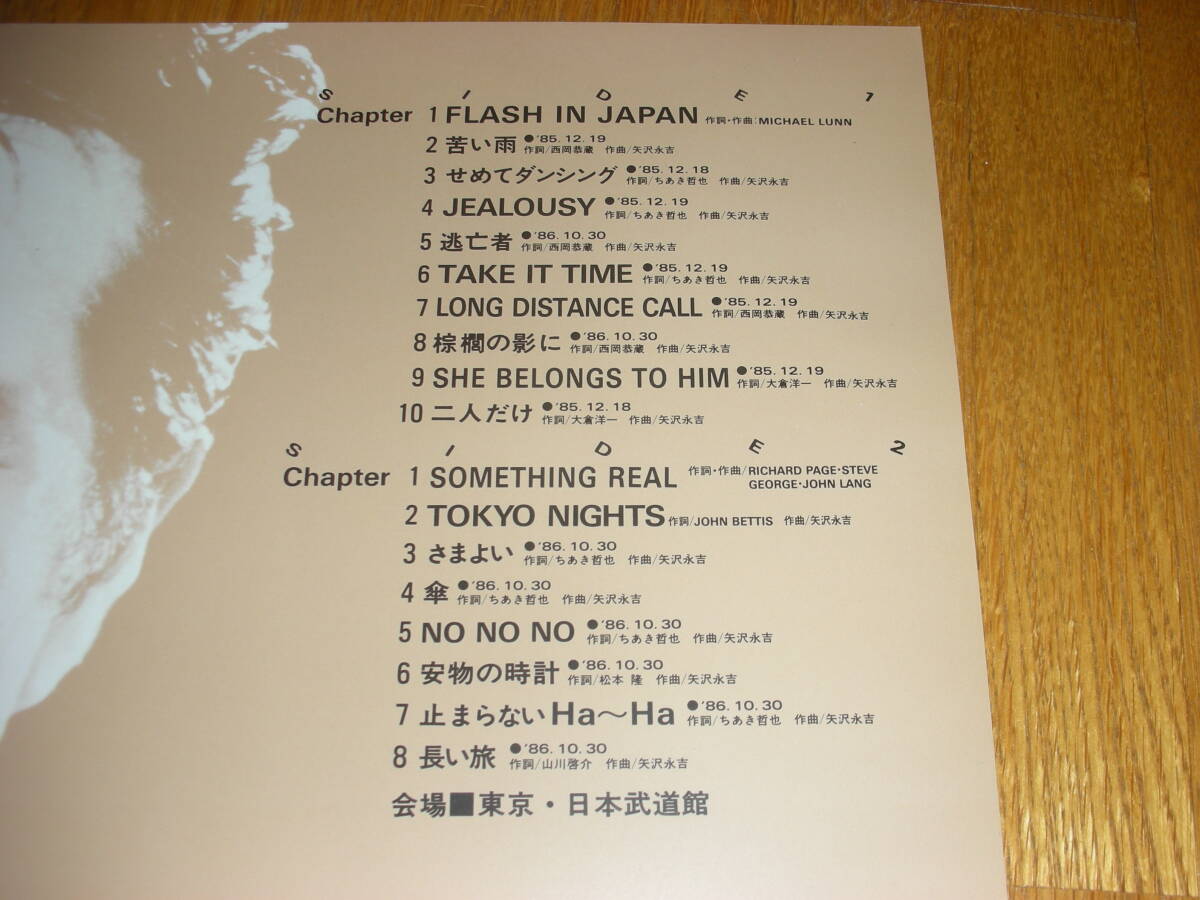 SIDE 1
Chapter 1 FLASH IN JAPAN 作詞・作曲/MICHAEL LUNN
2 苦い雨 ●'85.12.19
作詞/西岡恭蔵 作曲/矢沢永吉
3 せめてダンシング ●'85.12.18
作詞/ちあき哲也 作曲/矢沢永吉
4 JEALOUSY ●'85.12.19
作詞/ちあき哲也 作曲/矢沢永吉
5 逃亡者 ●'86.10.30
作詞/西岡恭蔵 作曲/矢沢永吉
6 TAKE IT TIME ●'85.12.19
作詞/ちあき哲也 作曲/矢沢永吉
7 LONG DISTANCE CALL ●'85.12.19
作詞/西岡恭蔵 作曲/矢沢永吉
8 棕櫚の影に ●'86.10.30
作詞/西岡恭蔵 作曲/矢沢永吉
9 SHE BELONGS TO HIM ●'85.12.19
作詞/大倉洋一 作曲/矢沢永吉
10 二人だけ ●'85.12.18
作詞/大倉洋一 作曲/矢沢永吉
SIDE 2
Chapter 1 SOMETHING REAL 作詞・作曲/RICHARD PAGE・STEVE
GEORGE・JOHN LANG
2 TOKYO NIGHTS 作詞/JOHN BETTIS 作曲/矢沢永吉
3 さまよい ●'86.10.30
作詞/ちあき哲也 作曲/矢沢永吉
4 傘 ●'86.10.30
作詞/ちあき哲也 作曲/矢沢永吉
5 NO NO NO ●'86.10.30
作詞/ちあき哲也 作曲/矢沢永吉
6 安物の時計 ●'86.10.30
作詞/松本 隆 作曲/矢沢永吉
7 止まらないHa〜Ha ●'86.10.30
作詞/ちあき哲也 作曲/矢沢永吉
8 長い旅 ●'86.10.30
作詞/山川啓介 作曲/矢沢永吉
会場■東京・日本武道館